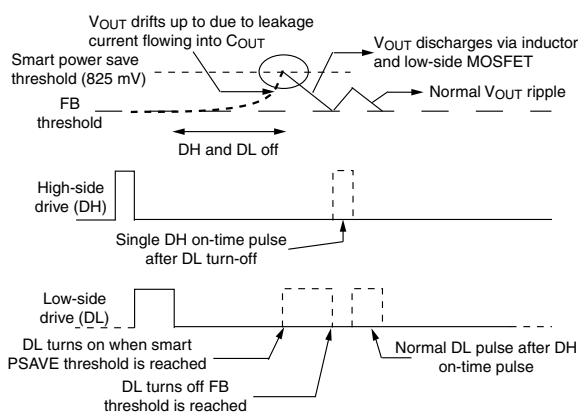 VOUT drifts up to due to leakage
current flowing into COUT
Smart power save
threshold (825 mV)
VOUT discharges via inductor
and low-side MOSFET
FB
threshold
Normal VOUT ripple
DH and DL off
High-side
drive (DH)
Single DH on-time pulse
after DL turn-off
Low-side
drive (DL)
DL turns on when smart
PSAVE threshold is reached
Normal DL pulse after DH
on-time pulse
DL turns off FB
threshold is reached